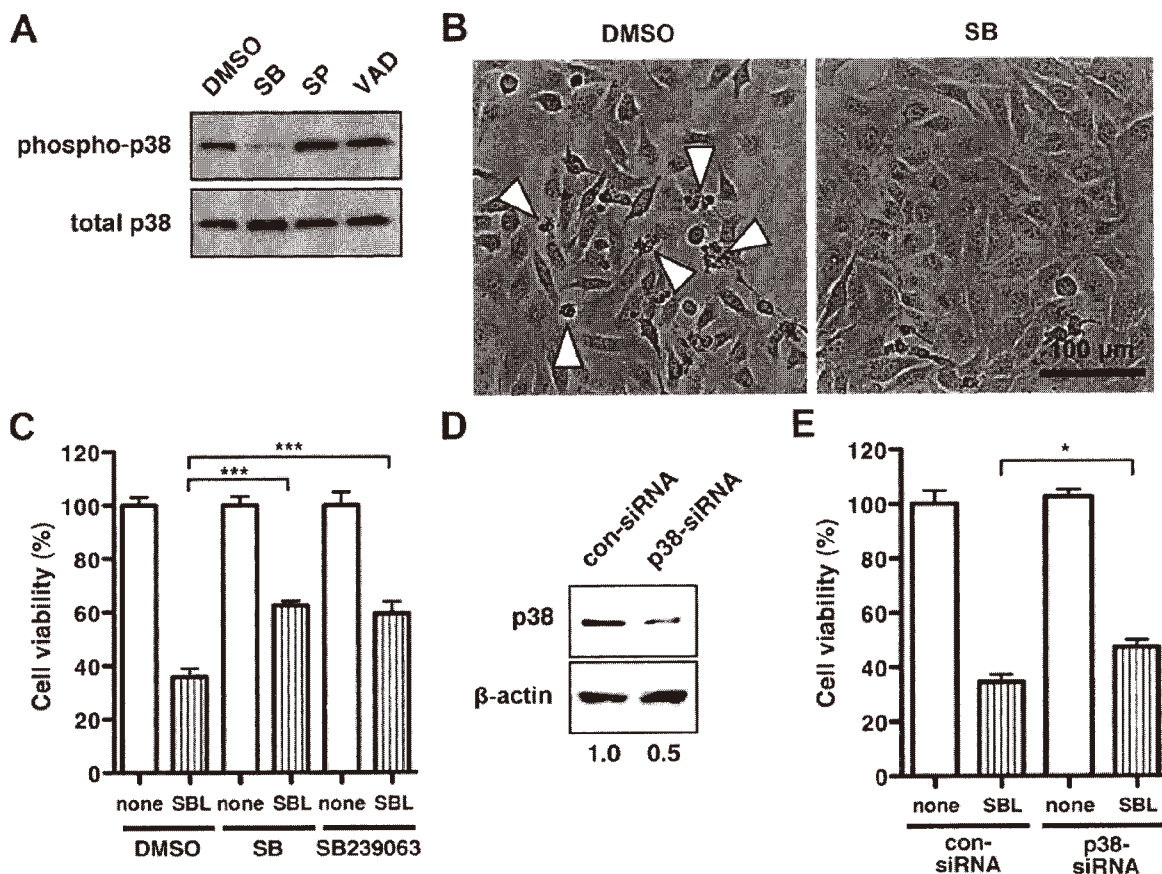 A
DMSO
SB
SP
VAD
phospho-p38
total p38
B
DMSO
SB
100 µm
C
Cell viability (%)
120
100
80
60
40
20
0
***
***
none SBL none SBL none SBL
DMSO SB SB239063
D
con-siRNA
p38-siRNA
p38
β-actin
1.0 0.5
E
Cell viability (%)
120
100
80
60
40
20
0
*
none SBL none SBL
con-
siRNA
p38-
siRNA